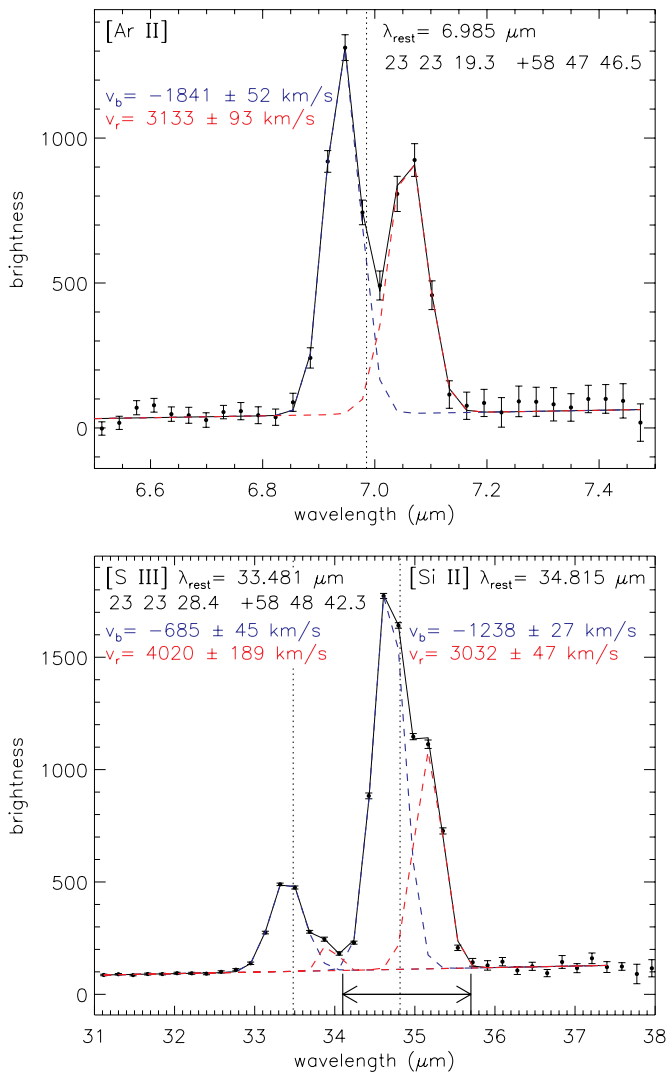 [Ar II]
λrest= 6.985 μm
23 23 19.3 +58 47 46.5
vb= −1841 ± 52 km/s
vr= 3133 ± 93 km/s
brightness
1000
500
0
6.6 6.8 7.0 7.2 7.4
wavelength (μm)
[S III] λrest= 33.481 μm
[Si II] λrest= 34.815 μm
23 23 28.4 +58 48 42.3
vb= −685 ± 45 km/s
vb= −1238 ± 27 km/s
vr= 4020 ± 189 km/s
vr= 3032 ± 47 km/s
brightness
1500
1000
500
0
31 32 33 34 35 36 37 38
wavelength (μm)